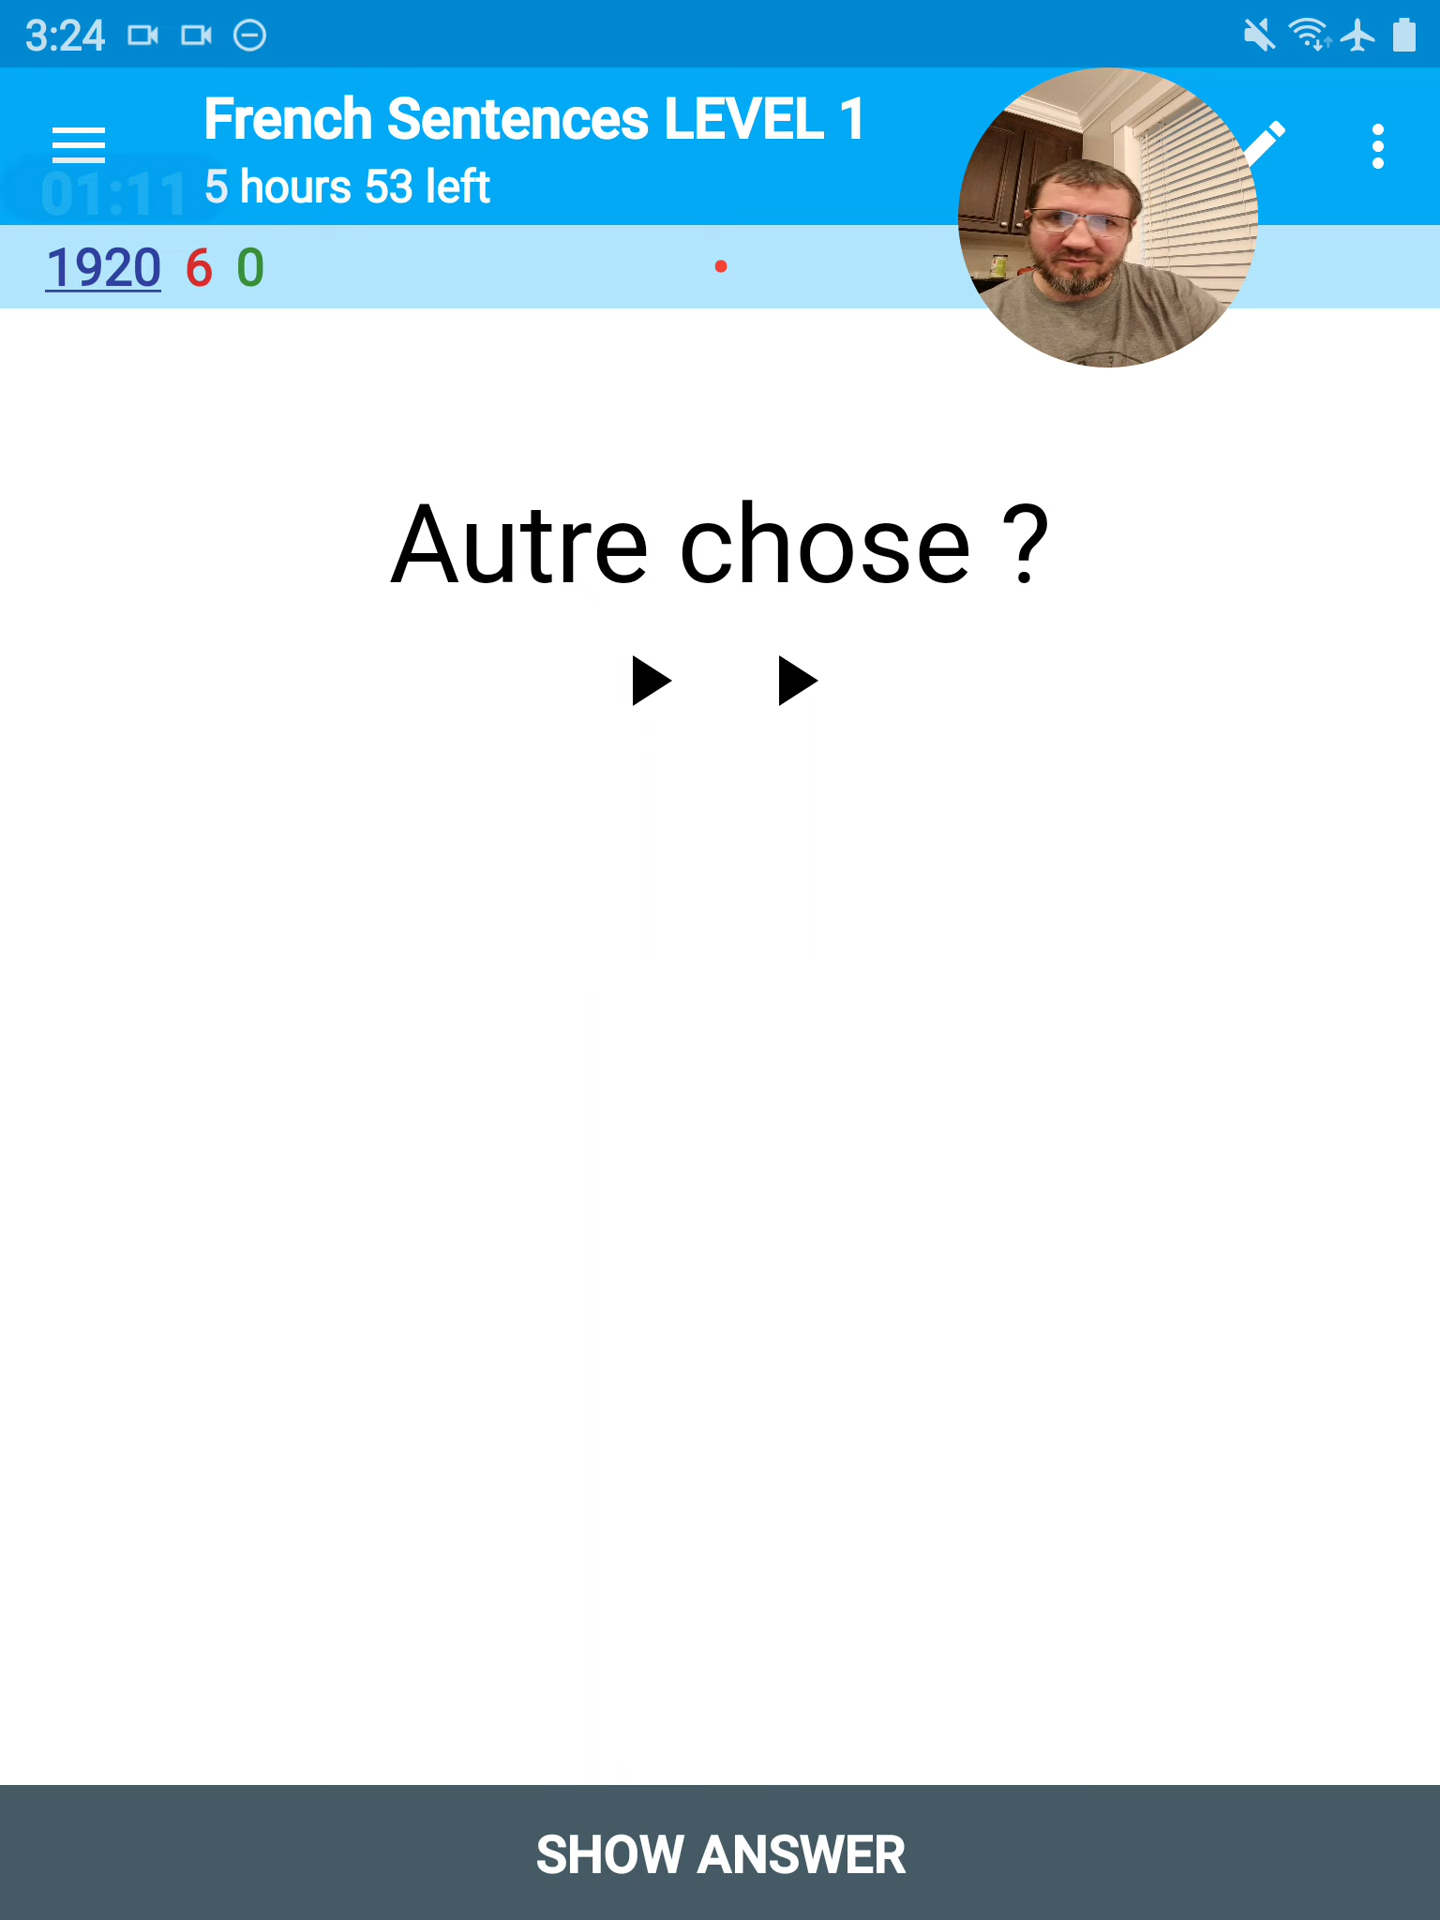 3:24
French Sentences LEVEL 1
01:11
5 hours 53 left
1920 6 0
Autre chose ?
SHOW ANSWER